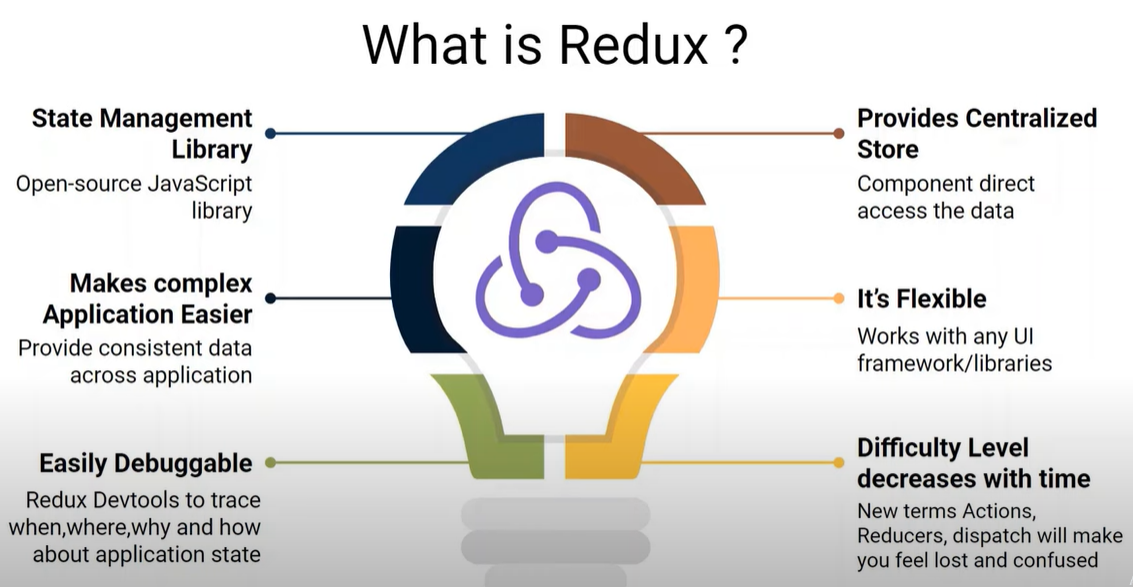 What is Redux ?
State Management
Library
Open-source JavaScript
library
Makes complex
Application Easier
Provide consistent data
across application
Easily Debuggable
Redux Devtools to trace
when,where,why and how
about application state
Provides Centralized
Store
Component direct
access the data
It's Flexible
Works with any UI
framework/libraries
Difficulty Level
decreases with time
New terms Actions,
Reducers, dispatch will make
you feel lost and confused